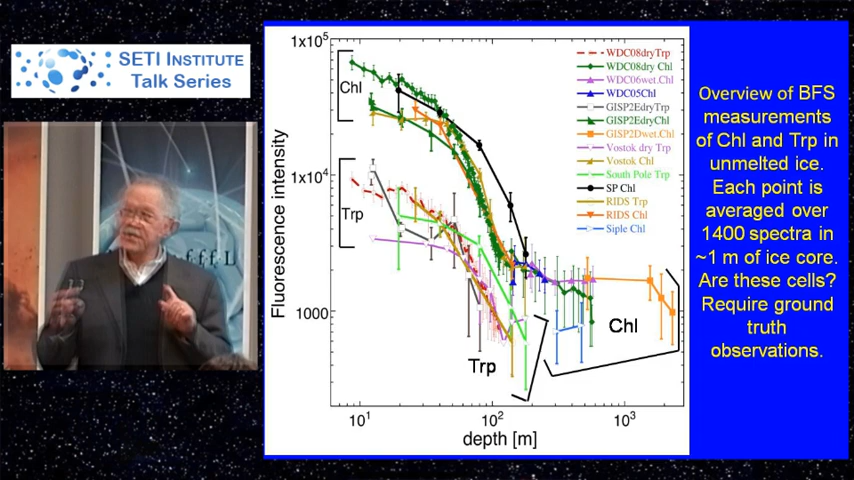 SETI INSTITUTE
Talk Series
1x10⁵
1x10⁴
1000
Fluorescence intensity
10¹
10²
10³
depth [m]
Chl
Trp
Trp
Chl
WDC08dryTrp
WDC08dry Chl
WDC06wet.Chl
WDC05Chl
GISP2EdryTrp
GISP2EdryChl
GISP2Dwet.Chl
Vostok dry Trp
Vostok Chl
South Pole Trp
SP Chl
RIDS Trp
RIDS Chl
Siple Chl
Overview of BFS
measurements
of Chl and Trp in
unmelted ice.
Each point is
averaged over
1400 spectra in
~1 m of ice core.
Are these cells?
Require ground
truth
observations.